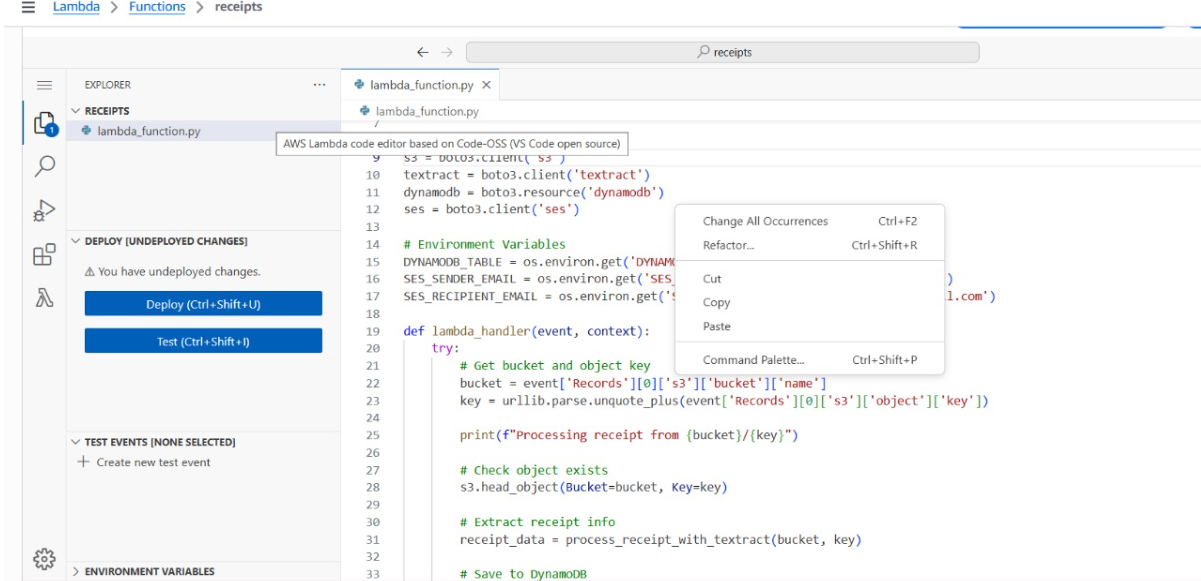 Lambda > Functions > receipts
receipts
EXPLORER
RECEIPTS
lambda_function.py
DEPLOY [UNDEPLOYED CHANGES]
You have undeployed changes.
Deploy (Ctrl+Shift+U)
Test (Ctrl+Shift+I)
TEST EVENTS [NONE SELECTED]
Create new test event
ENVIRONMENT VARIABLES
1
lambda_function.py
lambda_function.py
AWS Lambda code editor based on Code-OSS (VS Code open source)
9 s3 = boto3.client('s3')
10 textract = boto3.client('textract')
11 dynamodb = boto3.resource('dynamodb')
12 ses = boto3.client('ses')
13
14 # Environment Variables
15 DYNAMODB_TABLE = os.environ.get('DYNAM
16 SES_SENDER_EMAIL = os.environ.get('SES_ )
17 SES_RECIPIENT_EMAIL = os.environ.get(' l.com')
18
19 def lambda_handler(event, context):
20 try:
21 # Get bucket and object key
22 bucket = event['Records'][0]['s3']['bucket']['name']
23 key = urllib.parse.unquote_plus(event['Records'][0]['s3']['object']['key'])
24
25 print(f"Processing receipt from {bucket}/{key}")
26
27 # Check object exists
28 s3.head_object(Bucket=bucket, Key=key)
29
30 # Extract receipt info
31 receipt_data = process_receipt_with_textract(bucket, key)
32
33 # Save to DynamoDB
Change All Occurrences Ctrl+F2
Refactor... Ctrl+Shift+R
Cut
Copy
Paste
Command Palette... Ctrl+Shift+P